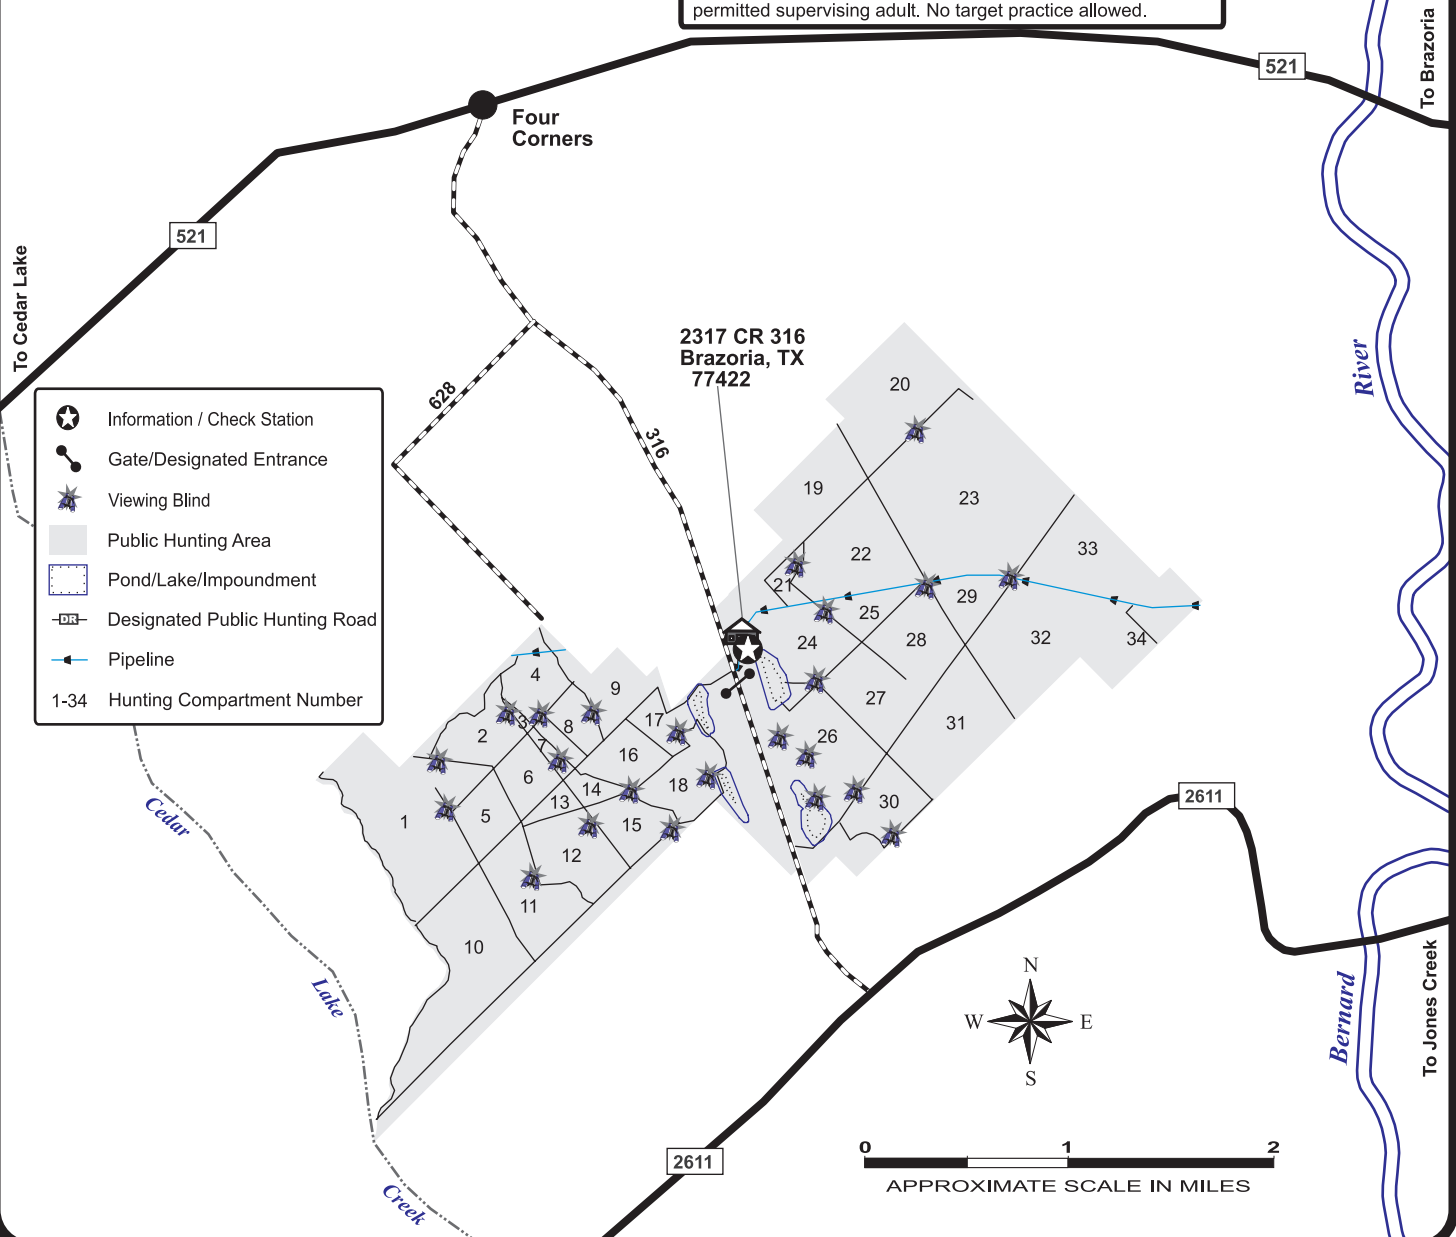 permitted supervising adult. No target practice allowed.
To Brazoria
521
Four
Corners
521
To Cedar Lake
River
2317 CR 316
Brazoria, TX
77422
628
316
Information / Check Station
Gate/Designated Entrance
Viewing Blind
Public Hunting Area
Pond/Lake/Impoundment
DR Designated Public Hunting Road
Pipeline
1-34 Hunting Compartment Number
20
19
23
22
33
21
25
29
24
28
32
34
4
9
27
3
8
17
2
7
26
31
16
6
18
14
13
30
5
1
15
12
11
10
2611
Cedar
Lake
Creek
Bernard
To Jones Creek
N
W
E
S
2611
0 1 2
APPROXIMATE SCALE IN MILES